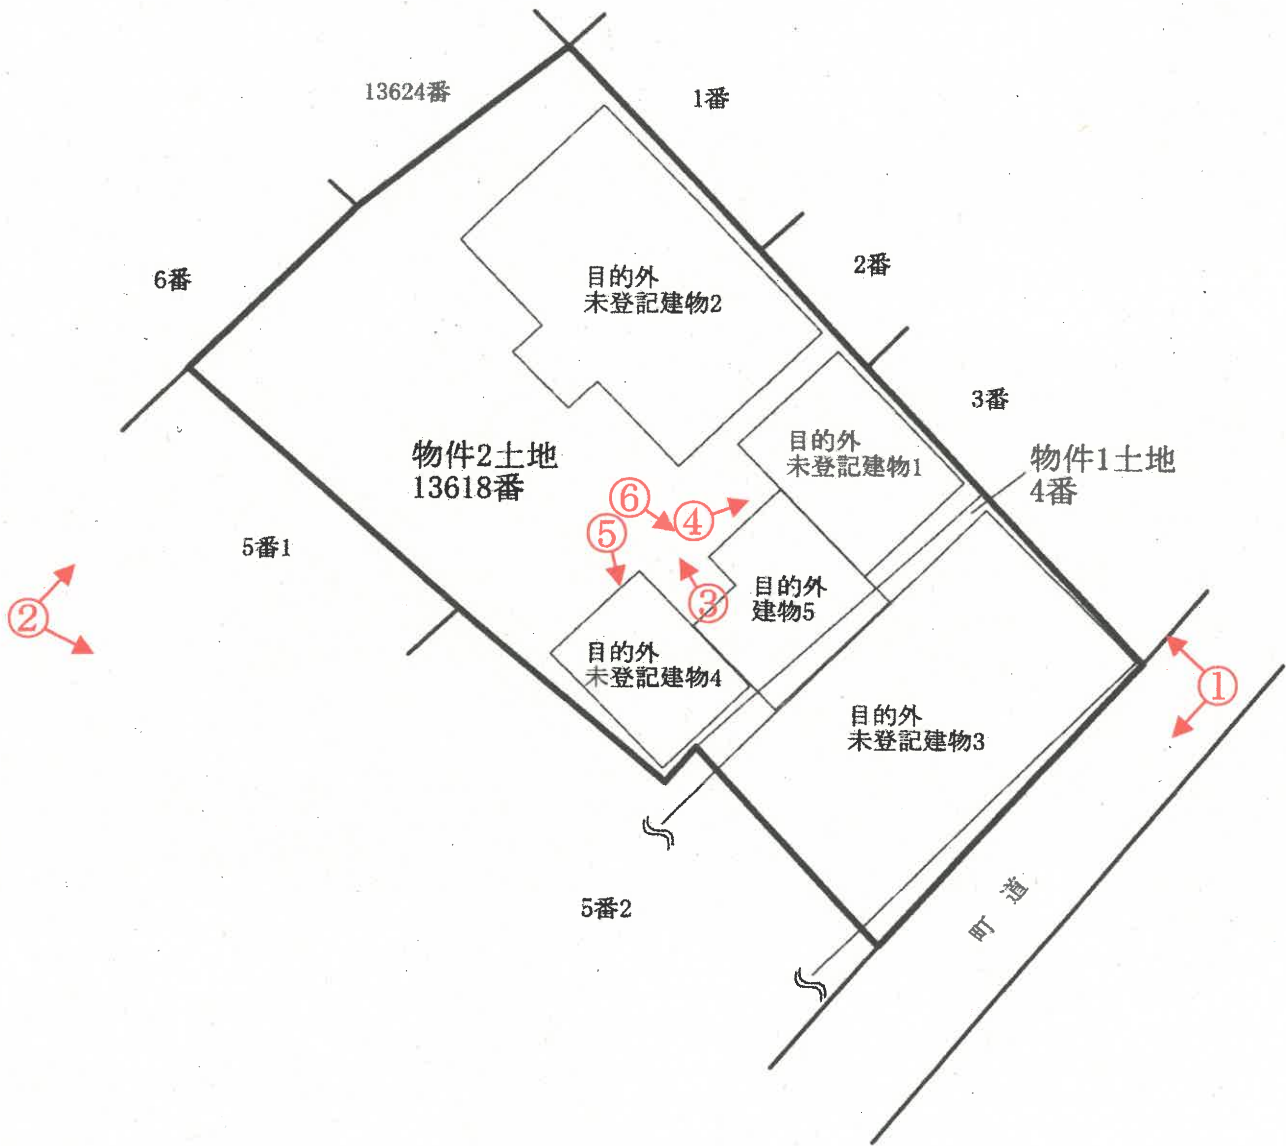 13624番
1番
6番
2番
目的外
未登記建物2
3番
目的外
未登記建物1
物件1土地
4番
物件2土地
13618番
⑥
④
⑤
5番1
②
③
目的外
建物5
目的外
未登記建物4
①
目的外
未登記建物3
町道
5番2